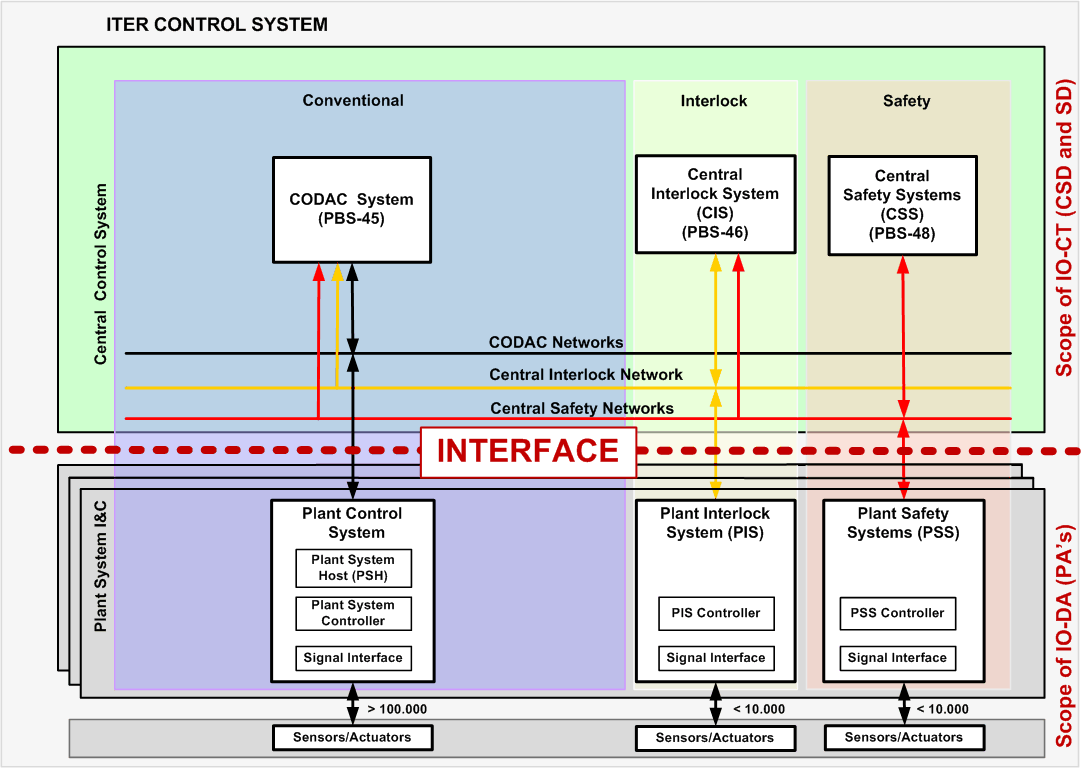 ITER CONTROL SYSTEM
Conventional
Interlock
Safety
Central Control System
Scope of IO-CT (CSD and SD)
CODAC System
(PBS-45)
Central
Interlock System
(CIS)
(PBS-46)
Central
Safety Systems
(CSS)
(PBS-48)
CODAC Networks
Central Interlock Network
Central Safety Networks
INTERFACE
Plant System I&C
Scope of IO-DA (PA's)
Plant Control
System
Plant System
Host (PSH)
Plant System
Controller
Signal Interface
Plant Interlock
System (PIS)
PIS Controller
Signal Interface
Plant Safety
Systems (PSS)
PSS Controller
Signal Interface
> 100.000
< 10.000
< 10.000
Sensors/Actuators
Sensors/Actuators
Sensors/Actuators